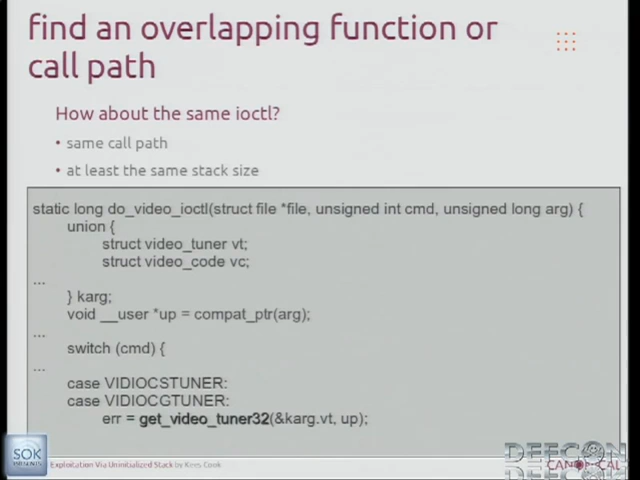 find an overlapping function or
call path
How about the same ioctl?
• same call path
• at least the same stack size
static long do_video_ioctl(struct file *file, unsigned int cmd, unsigned long arg) {
union {
struct video_tuner vt;
struct video_code vc;
...
} karg;
void __user *up = compat_ptr(arg);
...
switch (cmd) {
...
case VIDIOCSTUNER:
case VIDIOCGTUNER:
err = get_video_tuner32(&karg.vt, up);
SOK
PRESENTS
Exploitation Via Uninitialized Stack by Kees Cook
DEFCON
CANONICAL